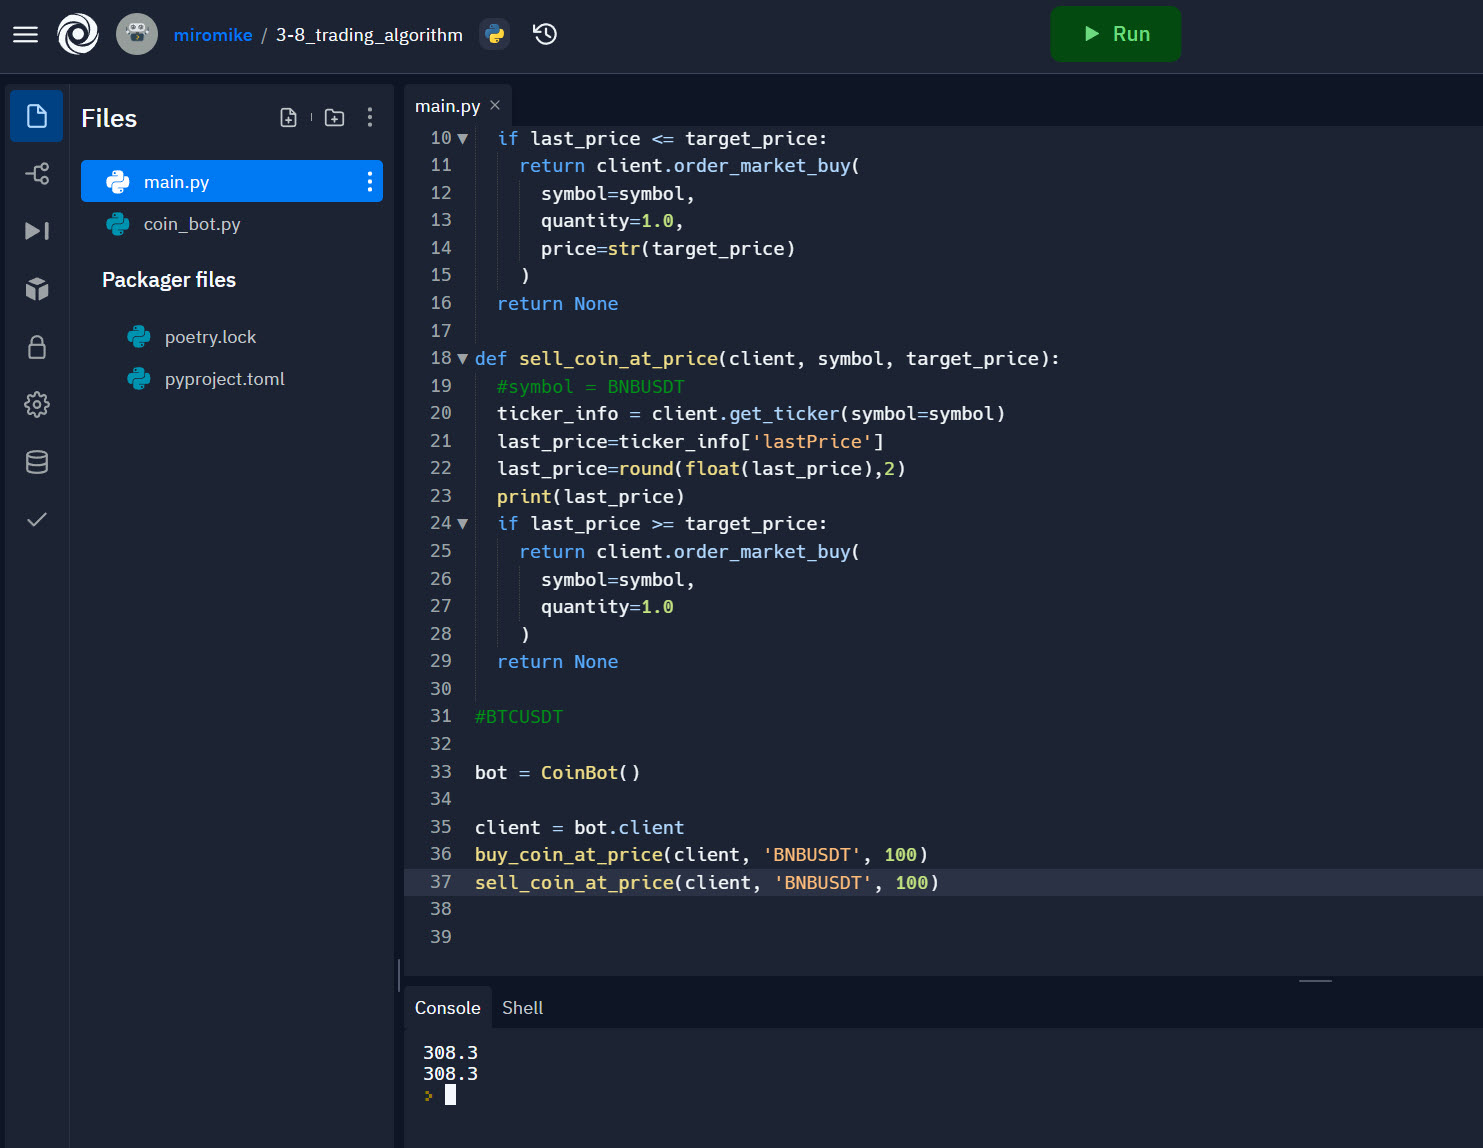 miromike / 3-8_trading_algorithm
Run
Files
main.py
coin_bot.py
Packager files
poetry.lock
pyproject.toml
main.py ×
10 if last_price <= target_price:
11 return client.order_market_buy(
12 symbol=symbol,
13 quantity=1.0,
14 price=str(target_price)
15 )
16 return None
17
18 def sell_coin_at_price(client, symbol, target_price):
19 #symbol = BNBUSDT
20 ticker_info = client.get_ticker(symbol=symbol)
21 last_price=ticker_info['lastPrice']
22 last_price=round(float(last_price),2)
23 print(last_price)
24 if last_price >= target_price:
25 return client.order_market_buy(
26 symbol=symbol,
27 quantity=1.0
28 )
29 return None
30
31 #BTCUSDT
32
33 bot = CoinBot()
34
35 client = bot.client
36 buy_coin_at_price(client, 'BNBUSDT', 100)
37 sell_coin_at_price(client, 'BNBUSDT', 100)
38
39
Console Shell
308.3
308.3